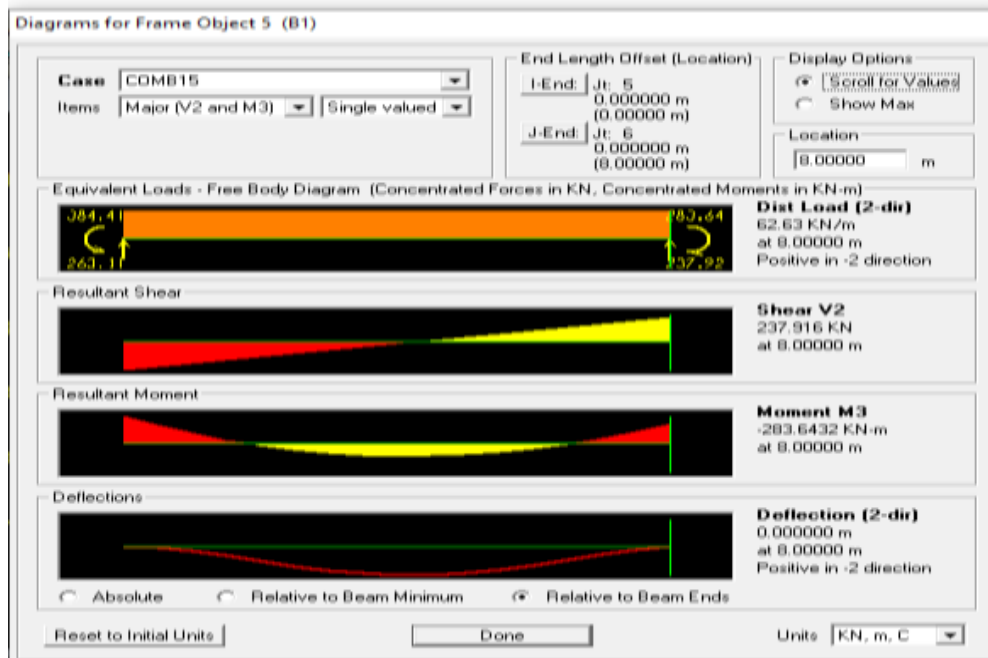 Diagrams for Frame Object 5 (B1)
Case COMB15
Items Major (V2 and M3) Single valued
End Length Offset (Location)
I-End: Jt: 5
0.000000 m
(0.00000 m)
J-End: Jt: 6
0.000000 m
(8.00000 m)
Display Options
Scroll for Values
Show Max
Location
8.00000 m
Equivalent Loads - Free Body Diagram (Concentrated Forces in KN, Concentrated Moments in KN-m)
384.41 283.64
263.11 237.92
Dist Load (2-dir)
62.63 KN/m
at 8.00000 m
Positive in -2 direction
Resultant Shear
Shear V2
237.916 KN
at 8.00000 m
Resultant Moment
Moment M3
-283.6432 KN-m
at 8.00000 m
Deflections
Deflection (2-dir)
0.000000 m
at 8.00000 m
Positive in -2 direction
Absolute Relative to Beam Minimum Relative to Beam Ends
Reset to Initial Units Done Units KN, m, C